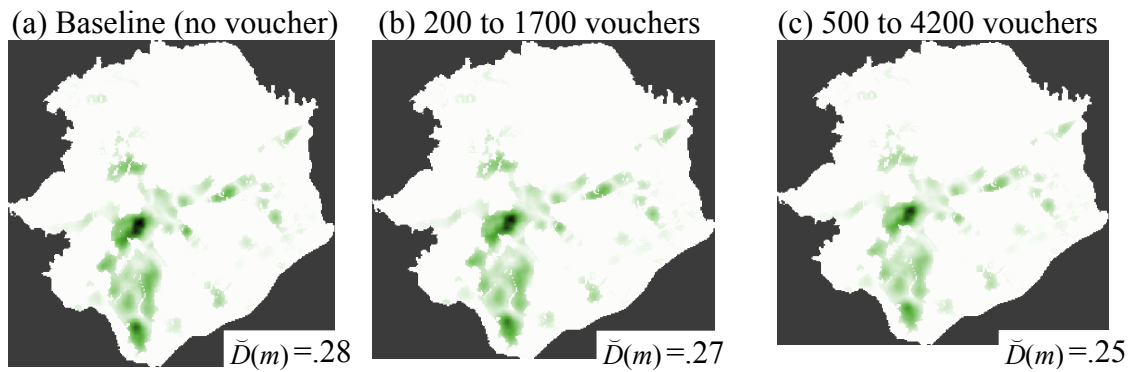 (a) Baseline (no voucher)
(b) 200 to 1700 vouchers
(c) 500 to 4200 vouchers
D̆(m)=.28
D̆(m)=.27
D̆(m)=.25